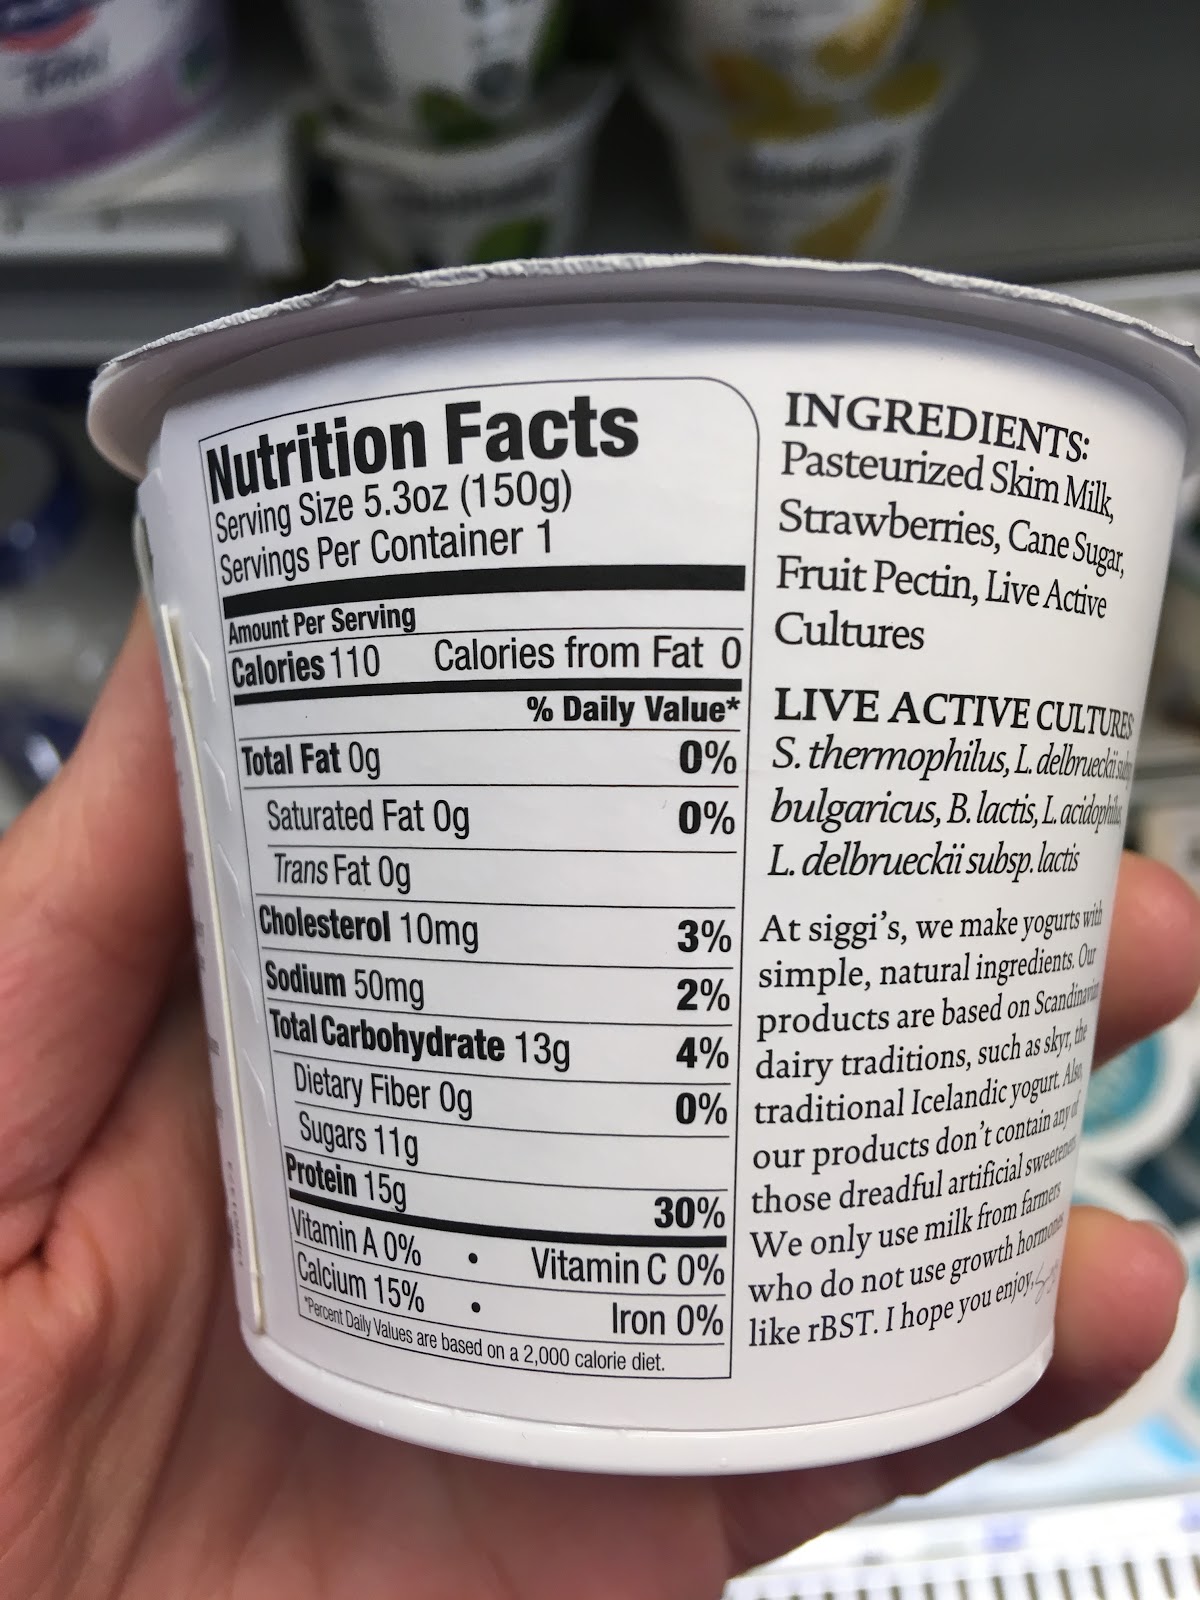 Nutrition Facts
Serving Size 5.3oz (150g)
Servings Per Container 1
Amount Per Serving
Calories 110 Calories from Fat 0
% Daily Value*
Total Fat 0g 0%
Saturated Fat 0g 0%
Trans Fat 0g
Cholesterol 10mg 3%
Sodium 50mg 2%
Total Carbohydrate 13g 4%
Dietary Fiber 0g 0%
Sugars 11g
Protein 15g 30%
Vitamin A 0% • Vitamin C 0%
Calcium 15% • Iron 0%
*Percent Daily Values are based on a 2,000 calorie diet.
INGREDIENTS:
Pasteurized Skim Milk,
Strawberries, Cane Sugar,
Fruit Pectin, Live Active
Cultures
LIVE ACTIVE CULTURES
S. thermophilus, L. delbrueckii
bulgaricus, B. lactis, L. acidophilus,
L. delbrueckii subsp. lactis
At siggi's, we make yogurts with
simple, natural ingredients. Our
products are based on Scandinavian
dairy traditions, such as skyr, the
traditional Icelandic yogurt. Also,
our products don't contain any of
those dreadful artificial sweeteners.
We only use milk from farmers
who do not use growth hormones
like rBST. I hope you enjoy,